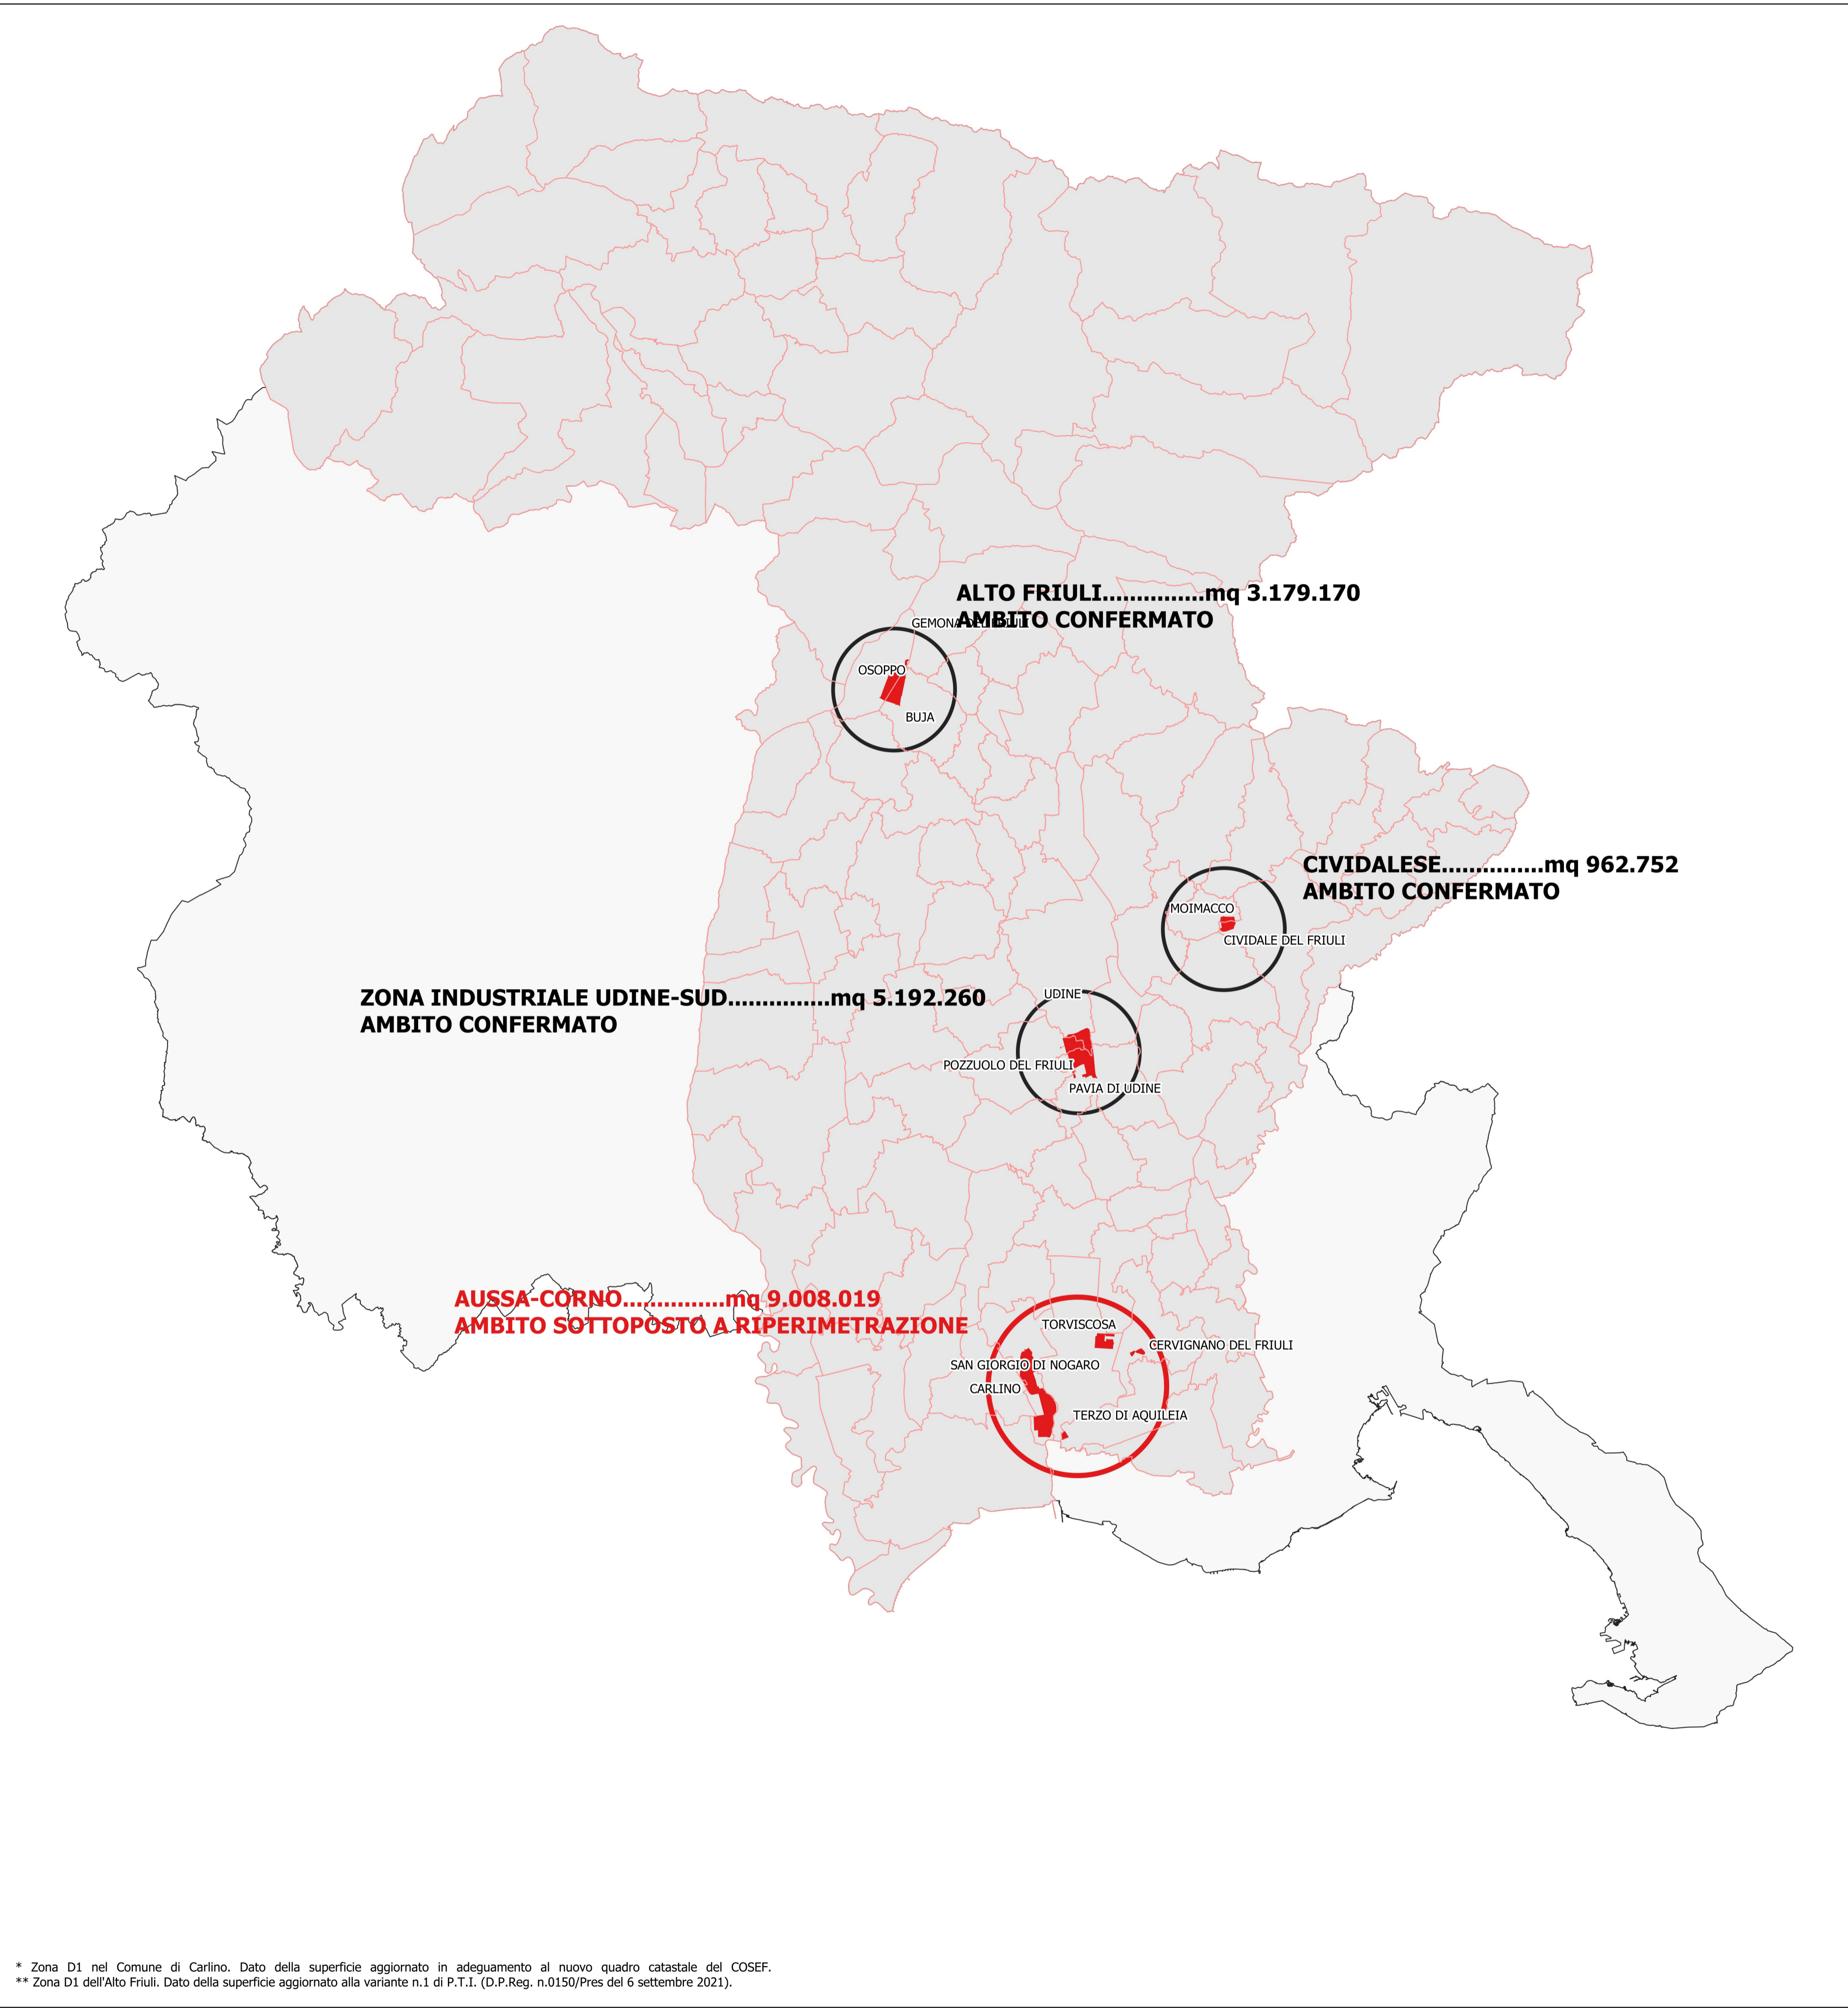 ALTO FRIULI...............mq 3.179.170
AMBITO CONFERMATO
GEMONA DEL FRIULI
OSOPPO
BUJA
CIVIDALESE...............mq 962.752
AMBITO CONFERMATO
MOIMACCO
CIVIDALE DEL FRIULI
ZONA INDUSTRIALE UDINE-SUD...............mq 5.192.260
AMBITO CONFERMATO
UDINE
POZZUOLO DEL FRIULI
PAVIA DI UDINE
AUSSA-CORNO...............mq 9.008.019
AMBITO SOTTOPOSTO A RIPERIMETRAZIONE
TORVISCOSA
CERVIGNANO DEL FRIULI
SAN GIORGIO DI NOGARO
CARLINO
TERZO DI AQUILEIA
* Zona D1 nel Comune di Carlino. Dato della superficie aggiornato in adeguamento al nuovo quadro catastale del COSEF.
** Zona D1 dell'Alto Friuli. Dato della superficie aggiornato alla variante n.1 di P.T.I. (D.P.Reg. n.0150/Pres del 6 settembre 2021).